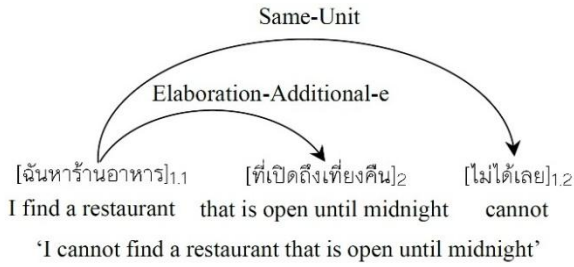 Same-Unit
Elaboration-Additional-e
[ฉันหาร้านอาหาร]1.1 [ที่เปิดถึงเที่ยงคืน]2 [ไม่ได้เลย]1.2
I find a restaurant that is open until midnight cannot
‘I cannot find a restaurant that is open until midnight’